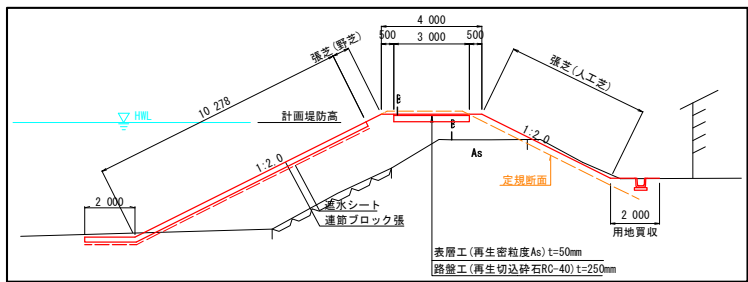 4 000
500
3 000
500
張芝(野芝)
張芝(人工芝)
10 278
HWL
計画堤防高
1:2.0
1:2.0
As
定規断面
2 000
遮水シート
連節ブロック張
2 000
用地買収
表層工(再生密粒度As)t=50mm
路盤工(再生切込砕石RC-40)t=250mm